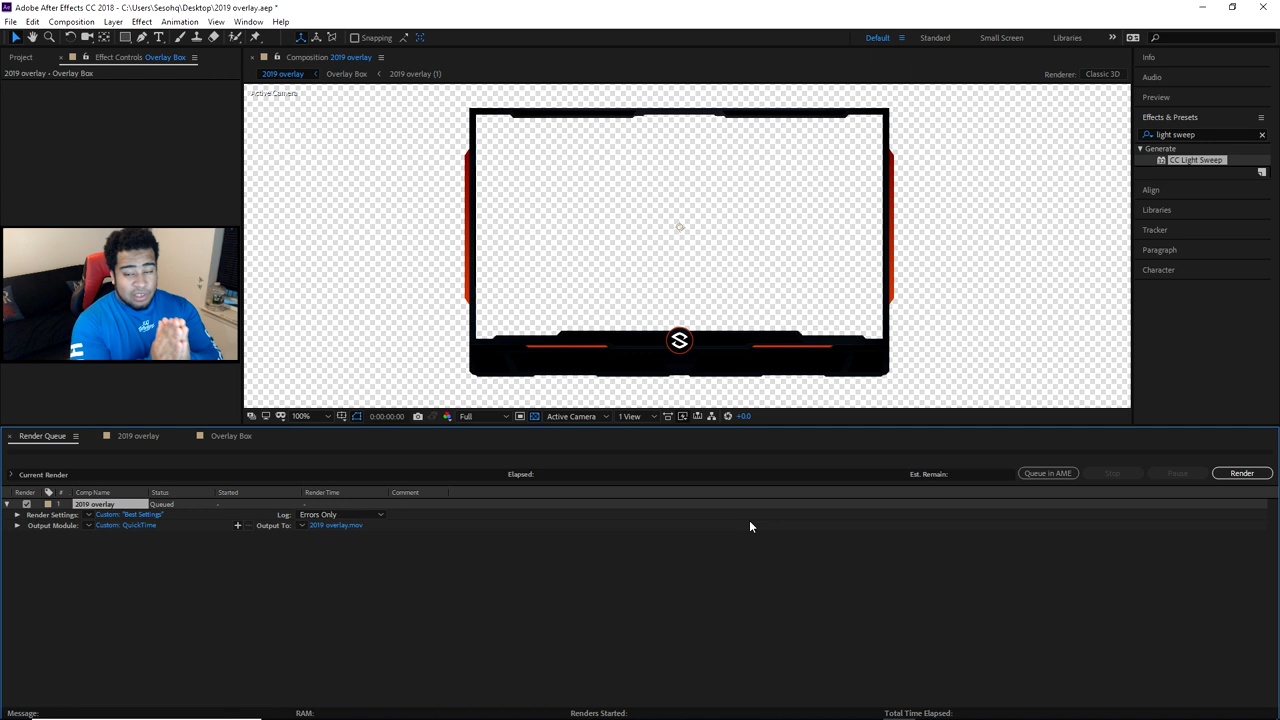 Adobe After Effects CC 2018 - C:\Users\Sesohq\Desktop\2019 overlay.aep *
File Edit Composition Layer Effect Animation View Window Help
Snapping Default Standard Small Screen Libraries
Project Effect Controls Overlay Box Composition 2019 overlay Info
2019 overlay • Overlay Box 2019 overlay Overlay Box 2019 overlay (1) Renderer: Classic 3D Audio
Active Camera Preview
Effects & Presets
light sweep
Generate
CC Light Sweep
Align
Libraries
Tracker
Paragraph
Character
100% 0:00:00:00 Full Active Camera 1 View +0.0
Render Queue 2019 overlay Overlay Box
Current Render Elapsed: Est. Remain: Queue in AME Stop Pause Render
Render # Comp Name Status Started Render Time Comment
1 2019 overlay Queued - -
Render Settings: Custom: "Best Settings" Log: Errors Only
Output Module: Custom: QuickTime Output To: 2019 overlay.mov
Message: RAM: Renders Started: Total Time Elapsed: